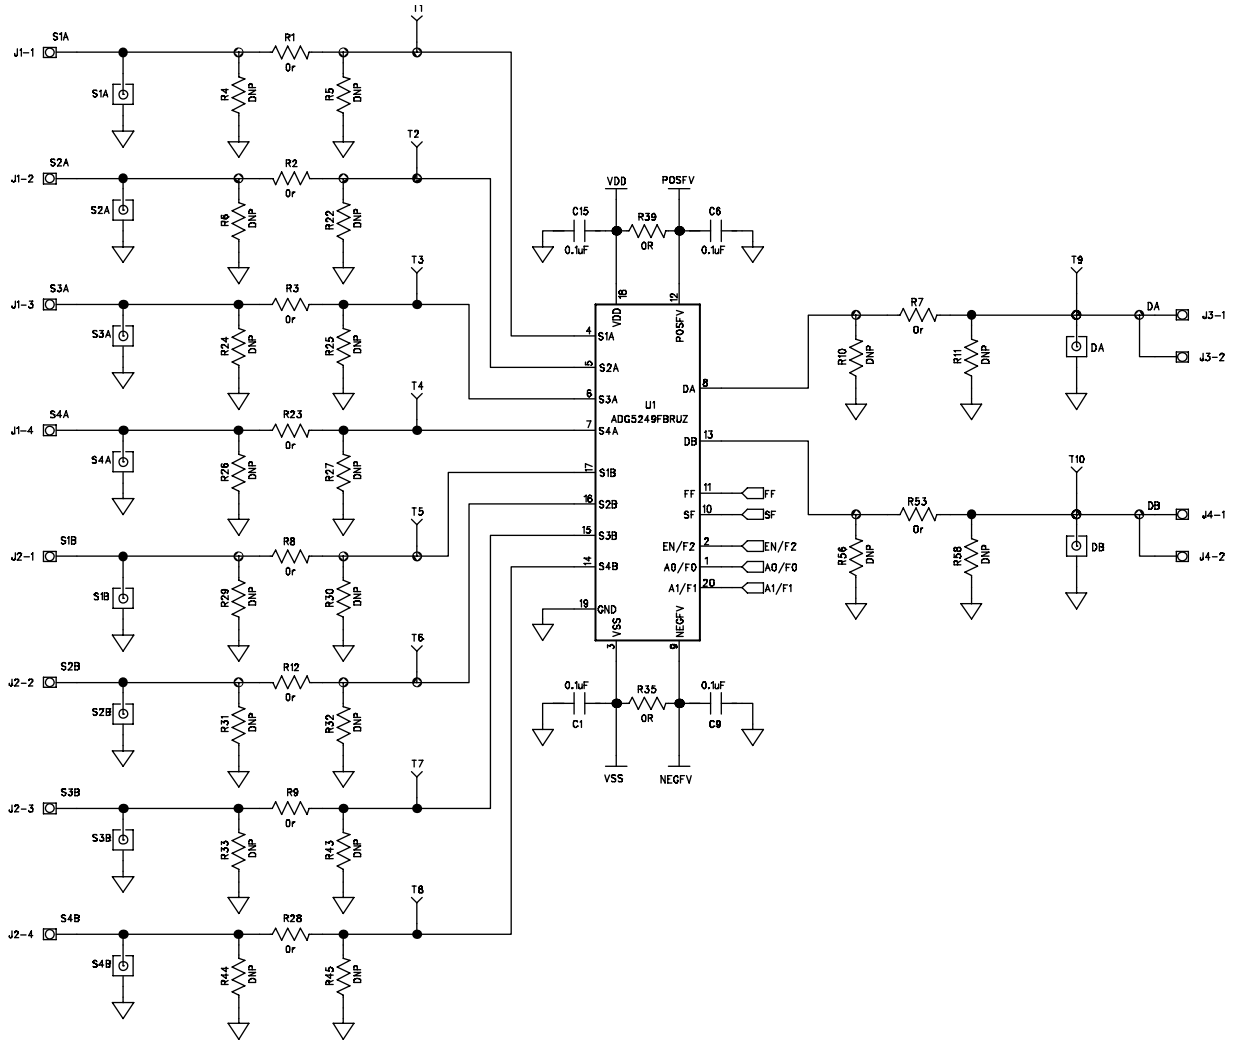 T1
S1A
J1-1
R1
0r
S1A
R4
DNP
R5
DNP
T2
S2A
J1-2
R2
0r
S2A
R6
DNP
R22
DNP
T3
S3A
J1-3
R3
0r
S3A
R24
DNP
R25
DNP
T4
S4A
J1-4
R23
0r
S4A
R26
DNP
R27
DNP
T5
S1B
J2-1
R8
0r
S1B
R29
DNP
R30
DNP
T6
S2B
J2-2
R12
0r
S2B
R31
DNP
R32
DNP
T7
S3B
J2-3
R9
0r
S3B
R33
DNP
R43
DNP
T8
S4B
J2-4
R28
0r
S4B
R44
DNP
R45
DNP
VDD
POSFV
C15
0.1uF
R39
0R
C6
0.1uF
18
VDD
12
POSFV
4
S1A
5
S2A
6
S3A
7
S4A
17
S1B
16
S2B
15
S3B
14
S4B
19
GND
U1
ADG5249FBRUZ
DA
8
DB
13
FF
11
FF
SF
10
SF
EN/F2
2
EN/F2
A0/F0
1
A0/F0
A1/F1
20
A1/F1
VSS
3
NEGFV
9
0.1uF
C1
R35
0R
0.1uF
C9
VSS
NEGFV
T9
R7
0r
DA
J3-1
J3-2
R10
DNP
R11
DNP
DA
T10
R53
0r
DB
J4-1
J4-2
R56
DNP
R58
DNP
DB